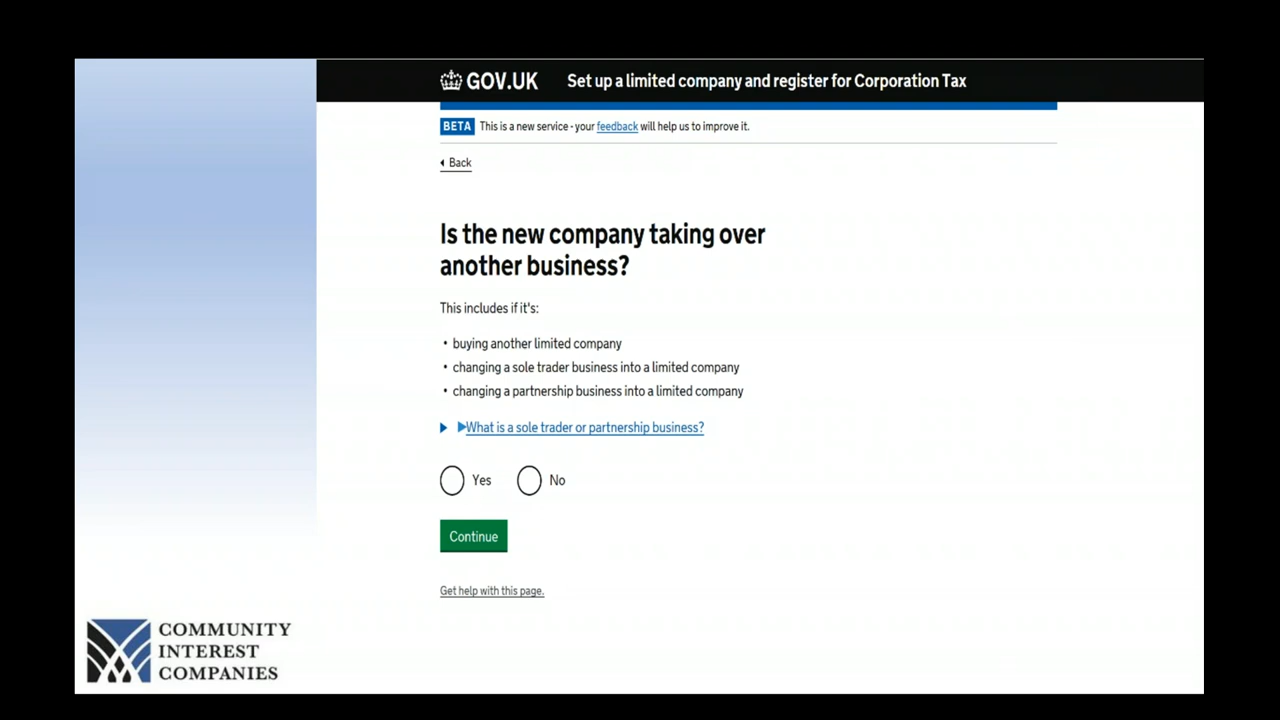 GOV.UK Set up a limited company and register for Corporation Tax
BETA This is a new service - your feedback will help us to improve it.
Back
Is the new company taking over
another business?
This includes if it's:
• buying another limited company
• changing a sole trader business into a limited company
• changing a partnership business into a limited company
What is a sole trader or partnership business?
Yes No
Continue
Get help with this page.
COMMUNITY
INTEREST
COMPANIES